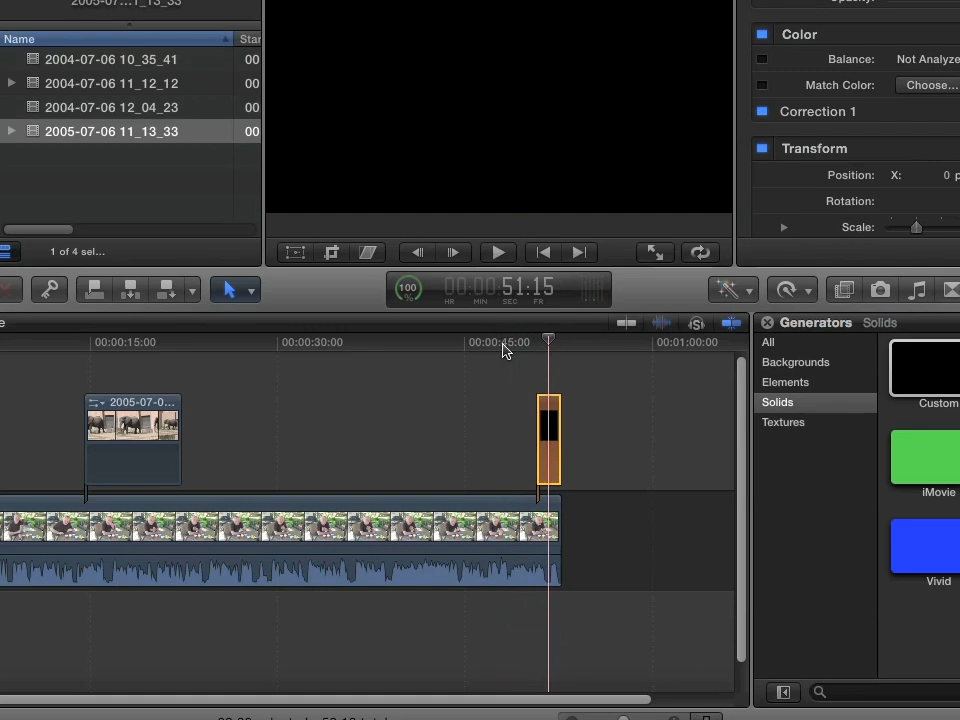 Name
Star
2004-07-06 10_35_41
00
2004-07-06 11_12_12
00
2004-07-06 12_04_23
00
2005-07-06 11_13_33
00
1 of 4 sel...
Color
Balance:
Not Analyze
Match Color:
Choose...
Correction 1
Transform
Position:
X:
0 p
Rotation:
Scale:
100
%
00:00:51:15
HR
MIN
SEC
FR
e
00:00:15:00
00:00:30:00
00:00:45:00
00:01:00:00
2005-07-0...
Generators
Solids
All
Backgrounds
Elements
Solids
Textures
Custom
iMovie
Vivid